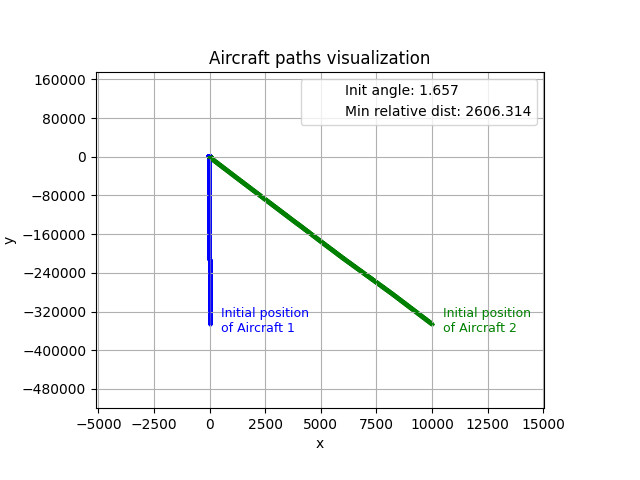 Aircraft paths visualization
Init angle: 1.657
Min relative dist: 2606.314
160000
80000
0
−80000
−160000
−240000
−320000
−400000
−480000
y
Initial position
of Aircraft 1
Initial position
of Aircraft 2
−5000 −2500 0 2500 5000 7500 10000 12500 15000
x